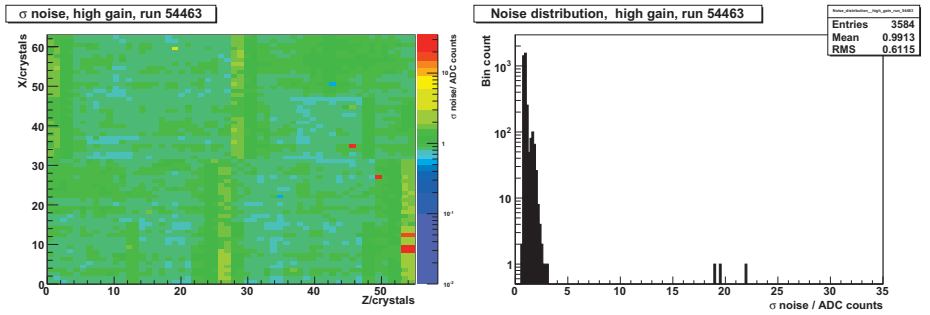 σ noise, high gain, run 54463
X/crystals
60
50
40
30
20
10
0
0 10 20 30 40 50
Z/crystals
σ noise/ ADC counts
10
1
10⁻¹
10⁻²
Noise distribution, high gain, run 54463
Noise_distribution__high_gain_run_54463
Entries 3584
Mean 0.9913
RMS 0.6115
Bin count
10³
10²
10
1
0 5 10 15 20 25 30 35
σ noise / ADC counts